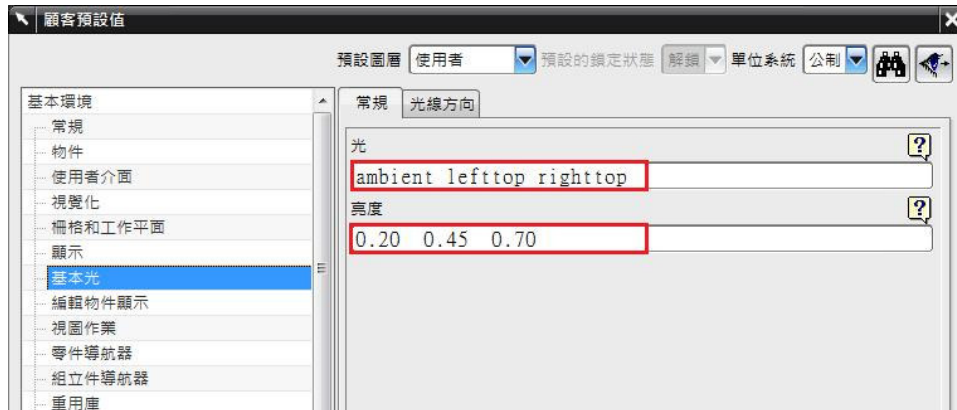 顧客預設值
預設圖層 使用者 預設的鎖定狀態 解鎖 單位系統 公制
基本環境
常規
物件
使用者介面
視覺化
柵格和工作平面
顯示
基本光
編輯物件顯示
視圖作業
零件導航器
組立件導航器
重用庫
常規 光線方向
光
ambient lefttop righttop
亮度
0.20 0.45 0.70